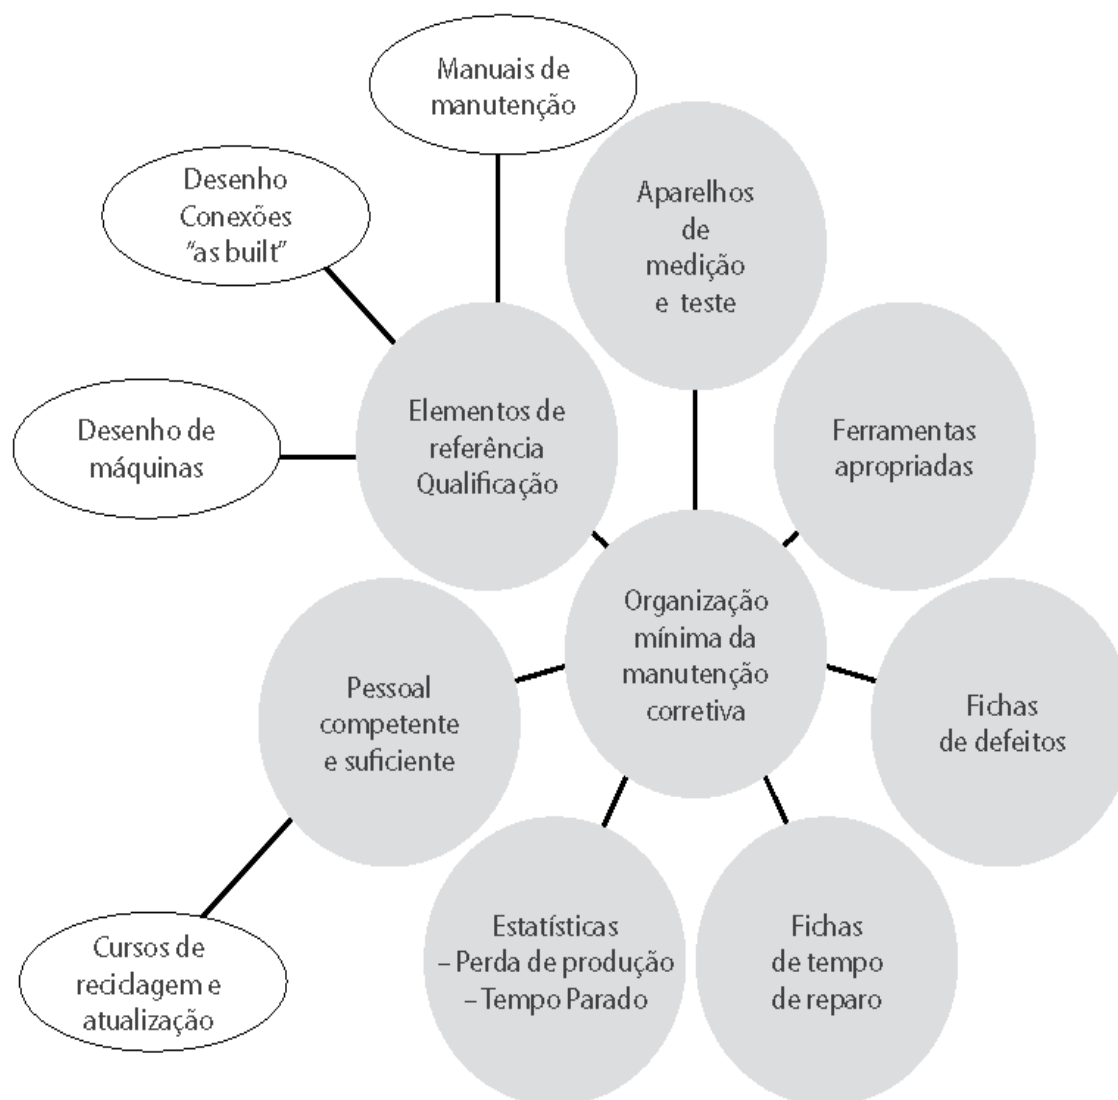 Manuais de
manutenção
Desenho
Conexões
“as built”
Aparelhos
de
medição
e teste
Desenho de
máquinas
Elementos de
referência
Qualificação
Ferramentas
apropriadas
Organização
mínima da
manutenção
corretiva
Pessoal
competente
e suficiente
Fichas
de defeitos
Cursos de
reciclagem e
atualização
Estatísticas
– Perda de produção
– Tempo Parado
Fichas
de tempo
de reparo